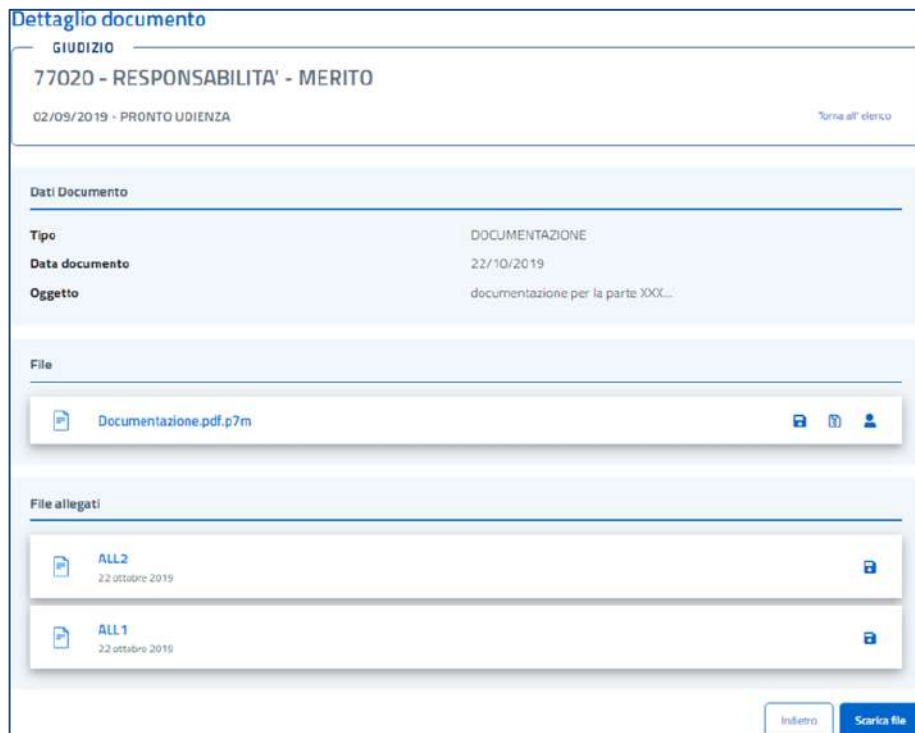 Dettaglio documento
GIUDIZIO
77020 - RESPONSABILITA' - MERITO
02/09/2019 - PRONTO UDIENZA
Torna all' elenco
Dati Documento
Tipo DOCUMENTAZIONE
Data documento 22/10/2019
Oggetto documentazione per la parte XXX...
File
Documentazione.pdf.p7m
File allegati
ALL2
22 ottobre 2019
ALL1
22 ottobre 2019
Indietro Scarica file